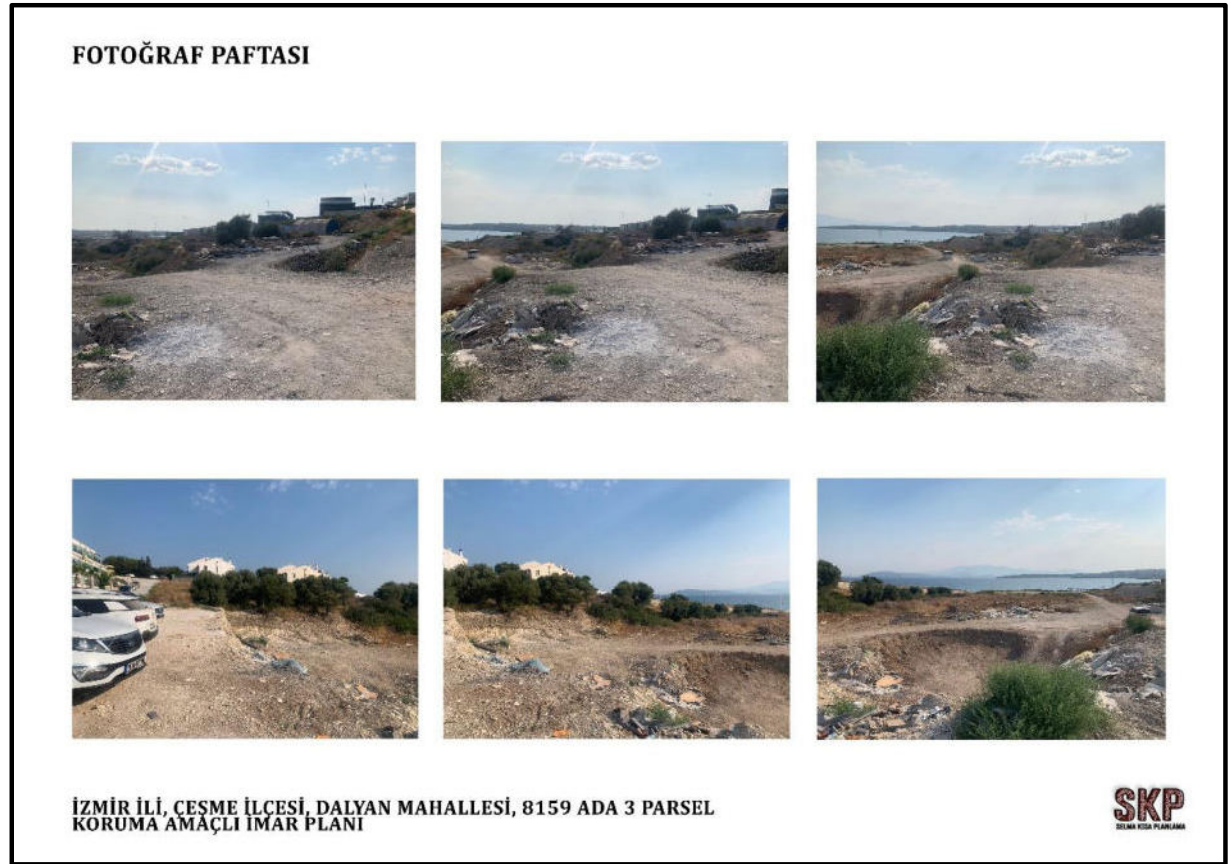 FOTOĞRAF PAFTASI
İZMİR İLİ, ÇEŞME İLÇESİ, DALYAN MAHALLESİ, 8159 ADA 3 PARSEL
KORUMA AMAÇLI İMAR PLANI
SKP
SELMA KISA PLANLAMA